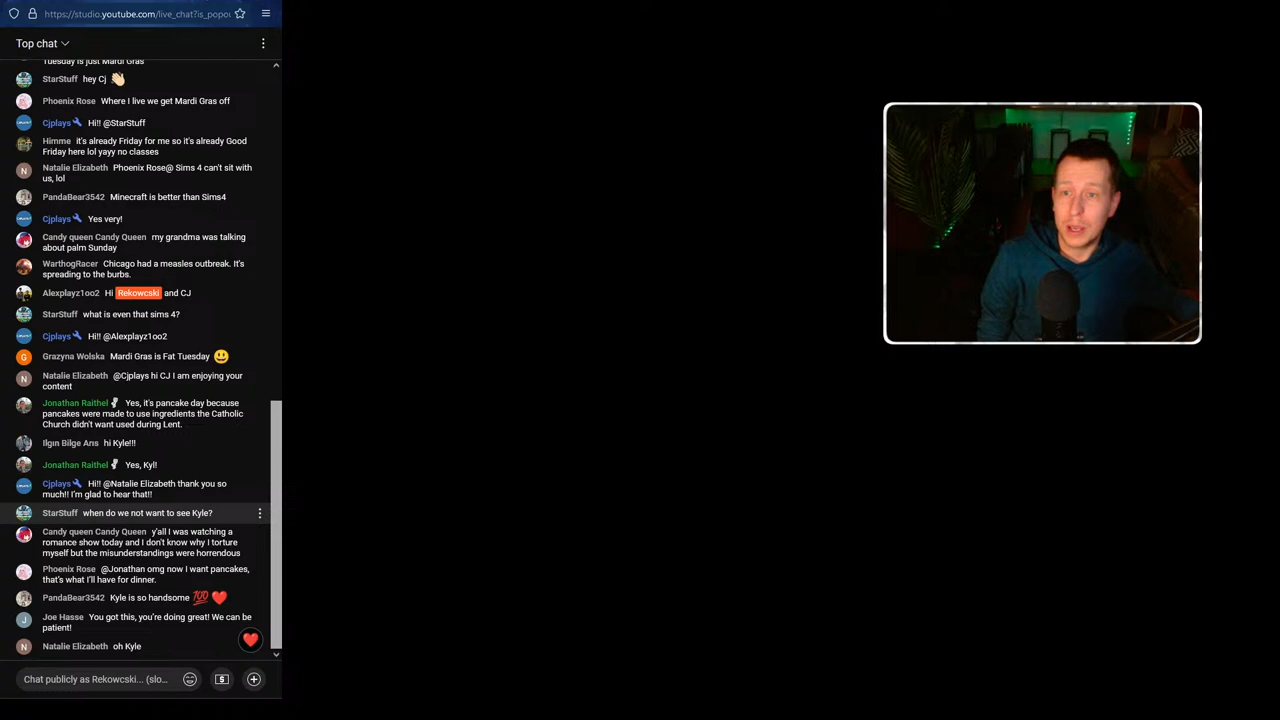 https://studio.youtube.com/live_chat?is_popou
Top chat
Tuesday is just Mardi Gras
StarStuff hey Cj
Phoenix Rose Where I live we get Mardi Gras off
Cjplays Hi!! @StarStuff
Himme it's already Friday for me so it's already Good
Friday here lol yayy no classes
Natalie Elizabeth Phoenix Rose@ Sims 4 can't sit with
us, lol
PandaBear3542 Minecraft is better than Sims4
Cjplays Yes very!
Candy queen Candy Queen my grandma was talking
about palm Sunday
WarthogRacer Chicago had a measles outbreak. It's
spreading to the burbs.
Alexplayz1oo2 Hi Rekowcski and CJ
StarStuff what is even that sims 4?
Cjplays Hi!! @Alexplayz1oo2
Grazyna Wolska Mardi Gras is Fat Tuesday 😃
N Natalie Elizabeth @Cjplays hi CJ I am enjoying your
content
Jonathan Raithel Yes, it's pancake day because
pancakes were made to use ingredients the Catholic
Church didn't want used during Lent.
Ilgın Bilge Ans hi Kyle!!!
Jonathan Raithel Yes, Kyl!
Cjplays Hi!! @Natalie Elizabeth thank you so
much!! I'm glad to hear that!!
StarStuff when do we not want to see Kyle?
Candy queen Candy Queen y'all I was watching a
romance show today and I don't know why I torture
myself but the misunderstandings were horrendous
Phoenix Rose @Jonathan omg now I want pancakes,
that's what I'll have for dinner.
PandaBear3542 Kyle is so handsome 💯❤️
J Joe Hasse You got this, you're doing great! We can be
patient!
N Natalie Elizabeth oh Kyle
Chat publicly as Rekowcski... (slo...